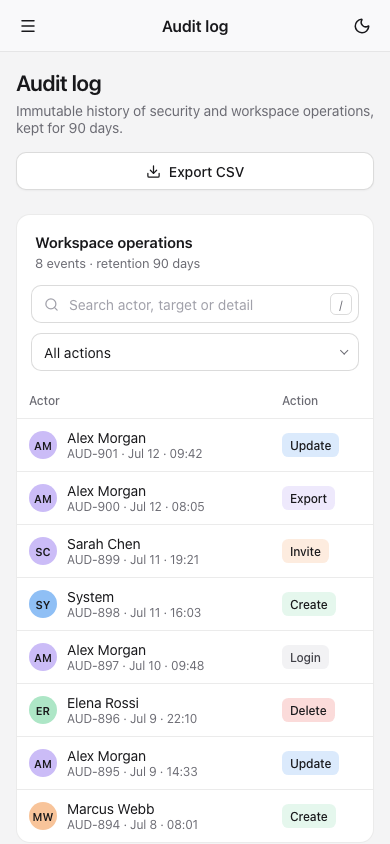 Audit log
Audit log
Immutable history of security and workspace operations,
kept for 90 days.
Export CSV
Workspace operations
8 events · retention 90 days
Search actor, target or detail /
All actions
Actor Action
AM Alex Morgan Update
AUD-901 · Jul 12 · 09:42
AM Alex Morgan Export
AUD-900 · Jul 12 · 08:05
SC Sarah Chen Invite
AUD-899 · Jul 11 · 19:21
SY System Create
AUD-898 · Jul 11 · 16:03
AM Alex Morgan Login
AUD-897 · Jul 10 · 09:48
ER Elena Rossi Delete
AUD-896 · Jul 9 · 22:10
AM Alex Morgan Update
AUD-895 · Jul 9 · 14:33
MW Marcus Webb Create
AUD-894 · Jul 8 · 08:01